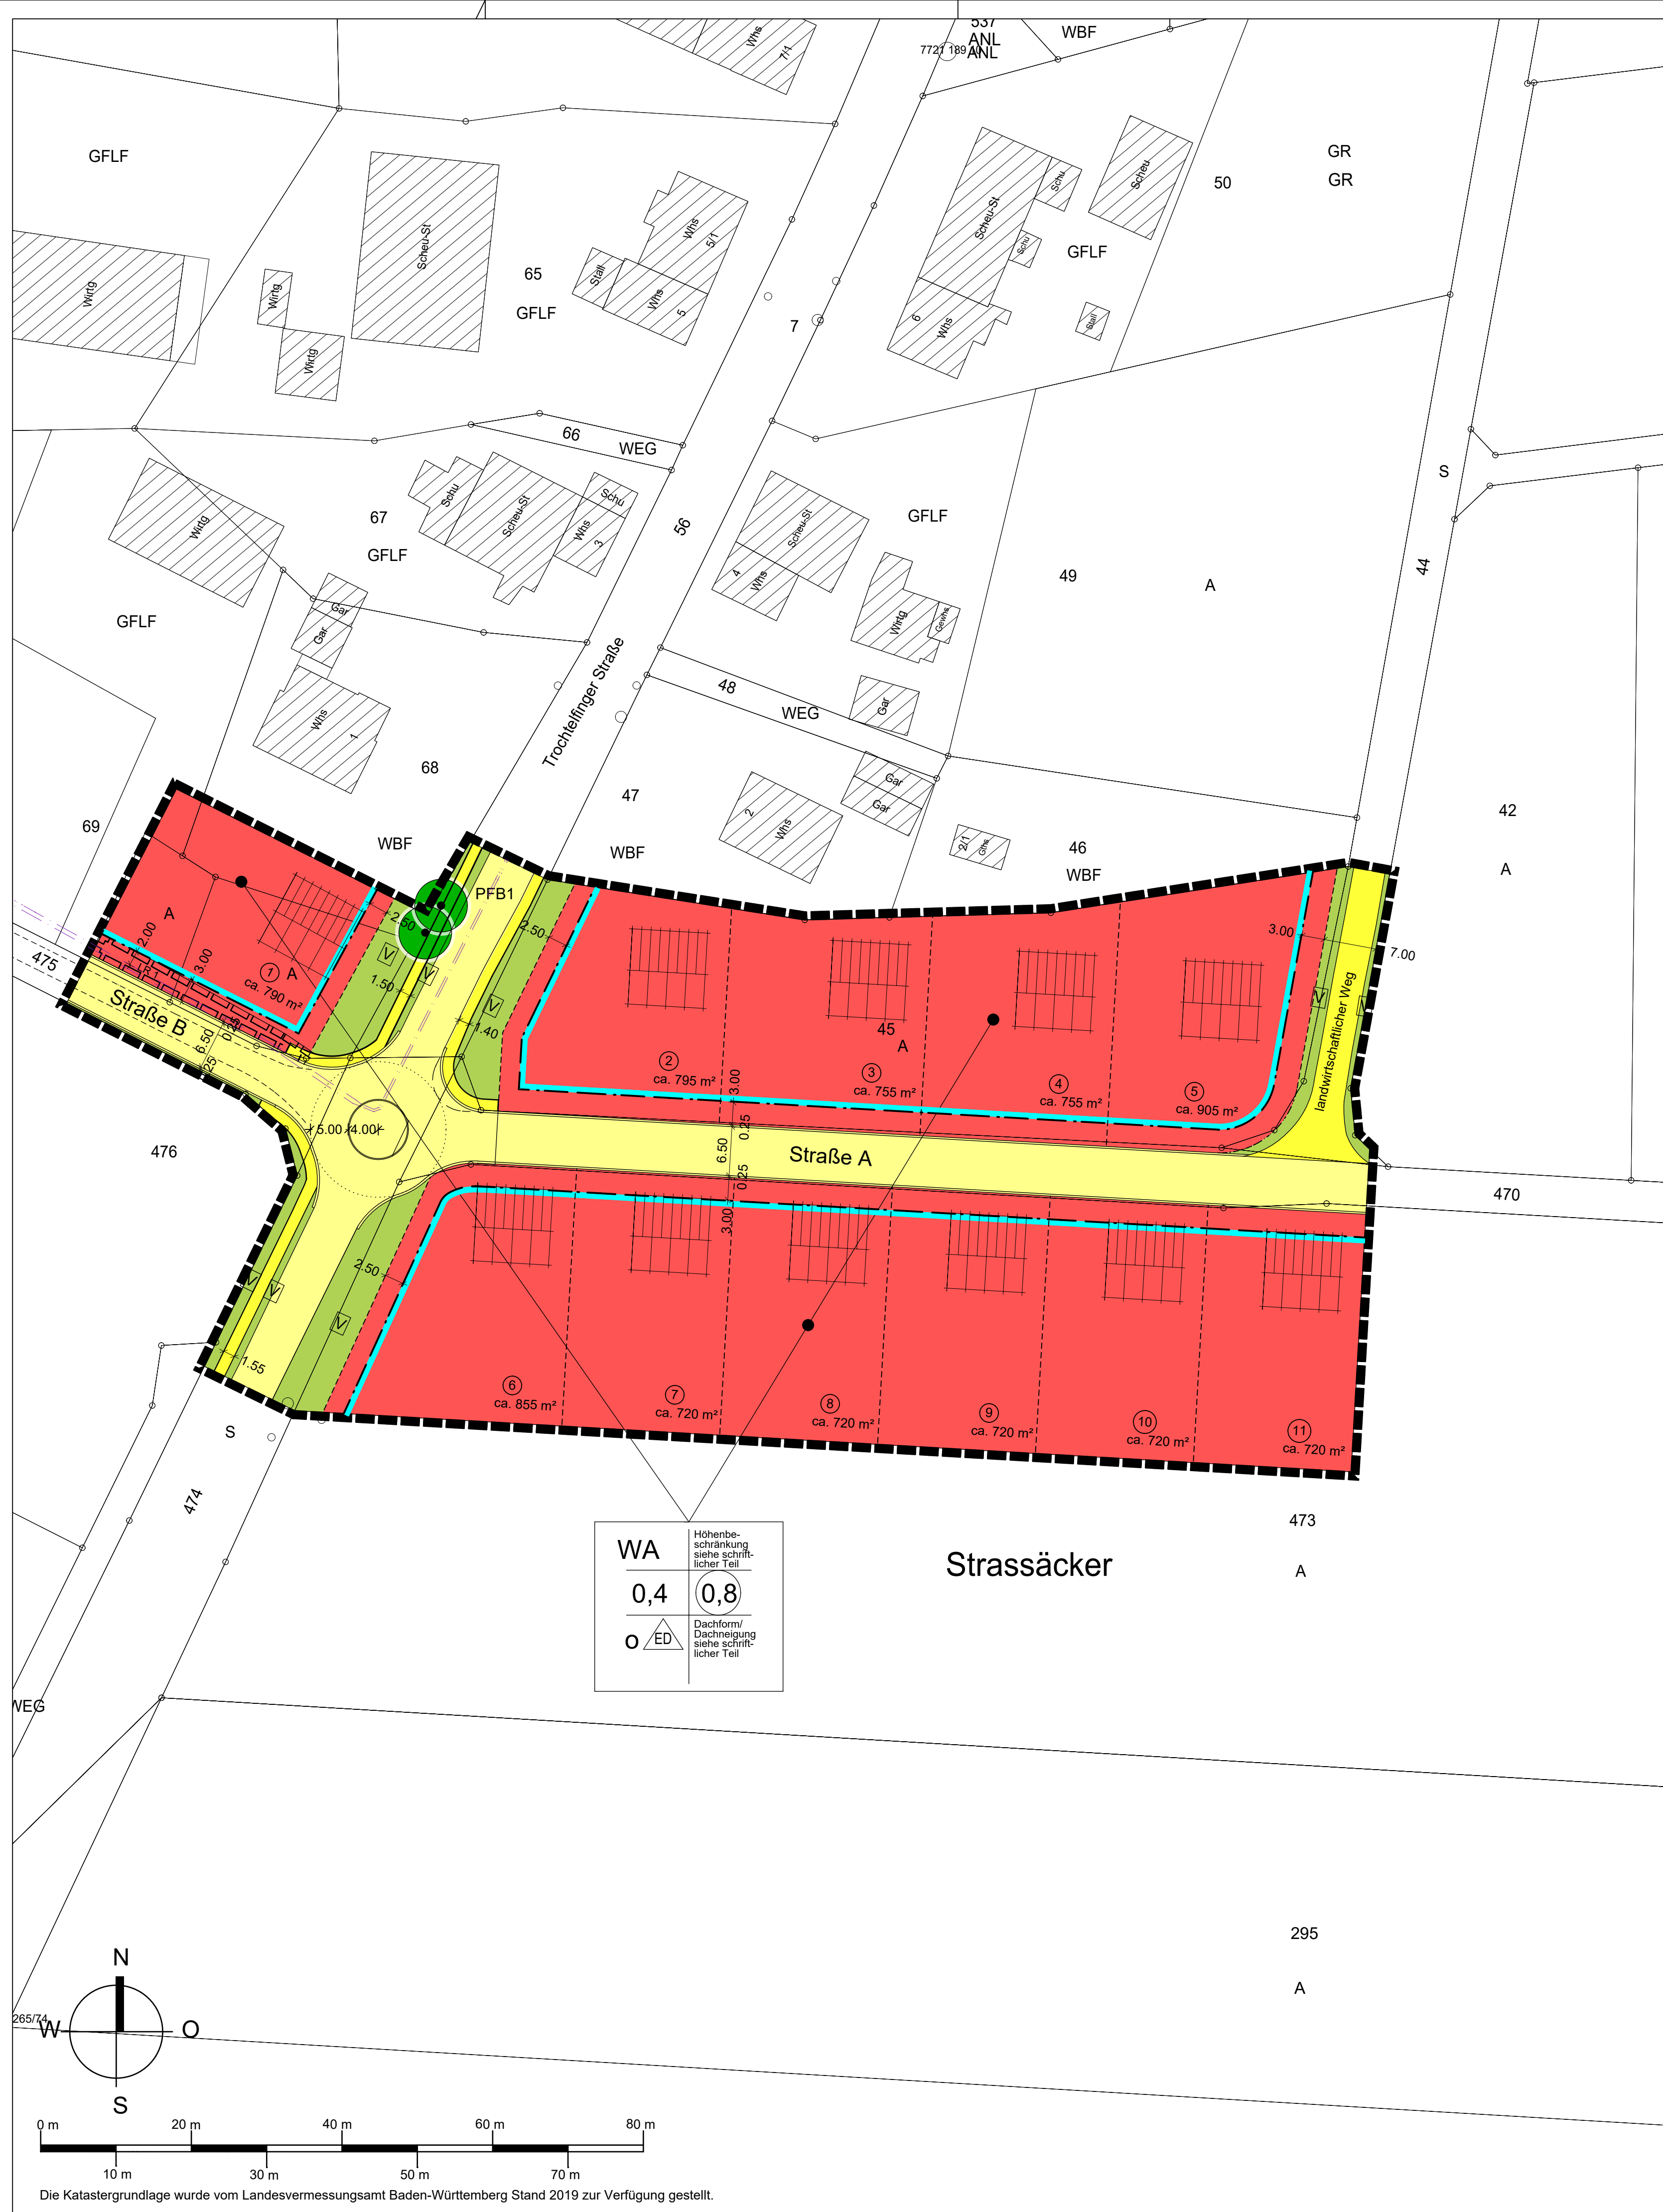 537
ANL
7721 189 10
ANL
WBF
Whs
7/1
GFLF
Scheu-St
Whs
5/1
Stall
Whs
5
65
GFLF
Wirtg
Wirtg
Wirtg
Scheu-St
Schu
Scheu
Schu
50
GR
GR
GFLF
6
Whs
Stall
7
66
WEG
S
67
GFLF
Wirtg
Schu
Scheu-St
Schu
Whs
3
56
Scheu-St
4
Whs
GFLF
Wirtg
Gewhs
49
A
44
GFLF
Gar
Gar
Whs
1
Trochtelfinger Straße
48
WEG
Gar
68
47
Gar
Gar
2
Whs
69
WBF
WBF
2/1
46
WBF
42
A
PFB1
A
2.50
2.50
2.00
3.00
1
A
ca. 790 m²
475
LR 1
V
V
1.50
V
1.40
Straße B
6.50
0.25
45
A
3.00
7.00
V
V
landwirtschaftlicher Weg
2
ca. 795 m²
3
ca. 755 m²
4
ca. 755 m²
5
ca. 905 m²
3.00
0.25
6.50
0.25
3.00
5.00
4.00
Straße A
476
470
2.50
V
V
V
1.55
6
ca. 855 m²
7
ca. 720 m²
8
ca. 720 m²
9
ca. 720 m²
10
ca. 720 m²
11
ca. 720 m²
S
474
473
A
Strassäcker
WA
Höhenbe-
schränkung
siehe schrift-
licher Teil
0,4
0,8
o
ED
Dachform/
Dachneigung
siehe schrift-
licher Teil
WEG
295
A
265/74
N
W
O
S
0 m
20 m
40 m
60 m
80 m
10 m
30 m
50 m
70 m
Die Katastergrundlage wurde vom Landesvermessungsamt Baden-Württemberg Stand 2019 zur Verfügung gestellt.